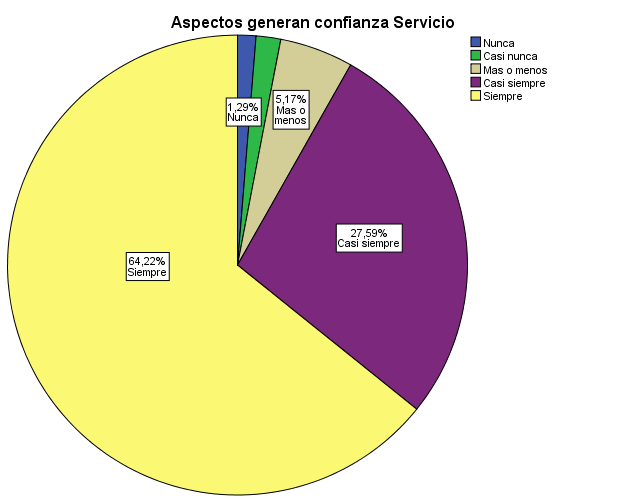 Aspectos generan confianza Servicio
Nunca
Casi nunca
Mas o menos
Casi siempre
Siempre
1,29%
Nunca
5,17%
Mas o
menos
27,59%
Casi siempre
64,22%
Siempre